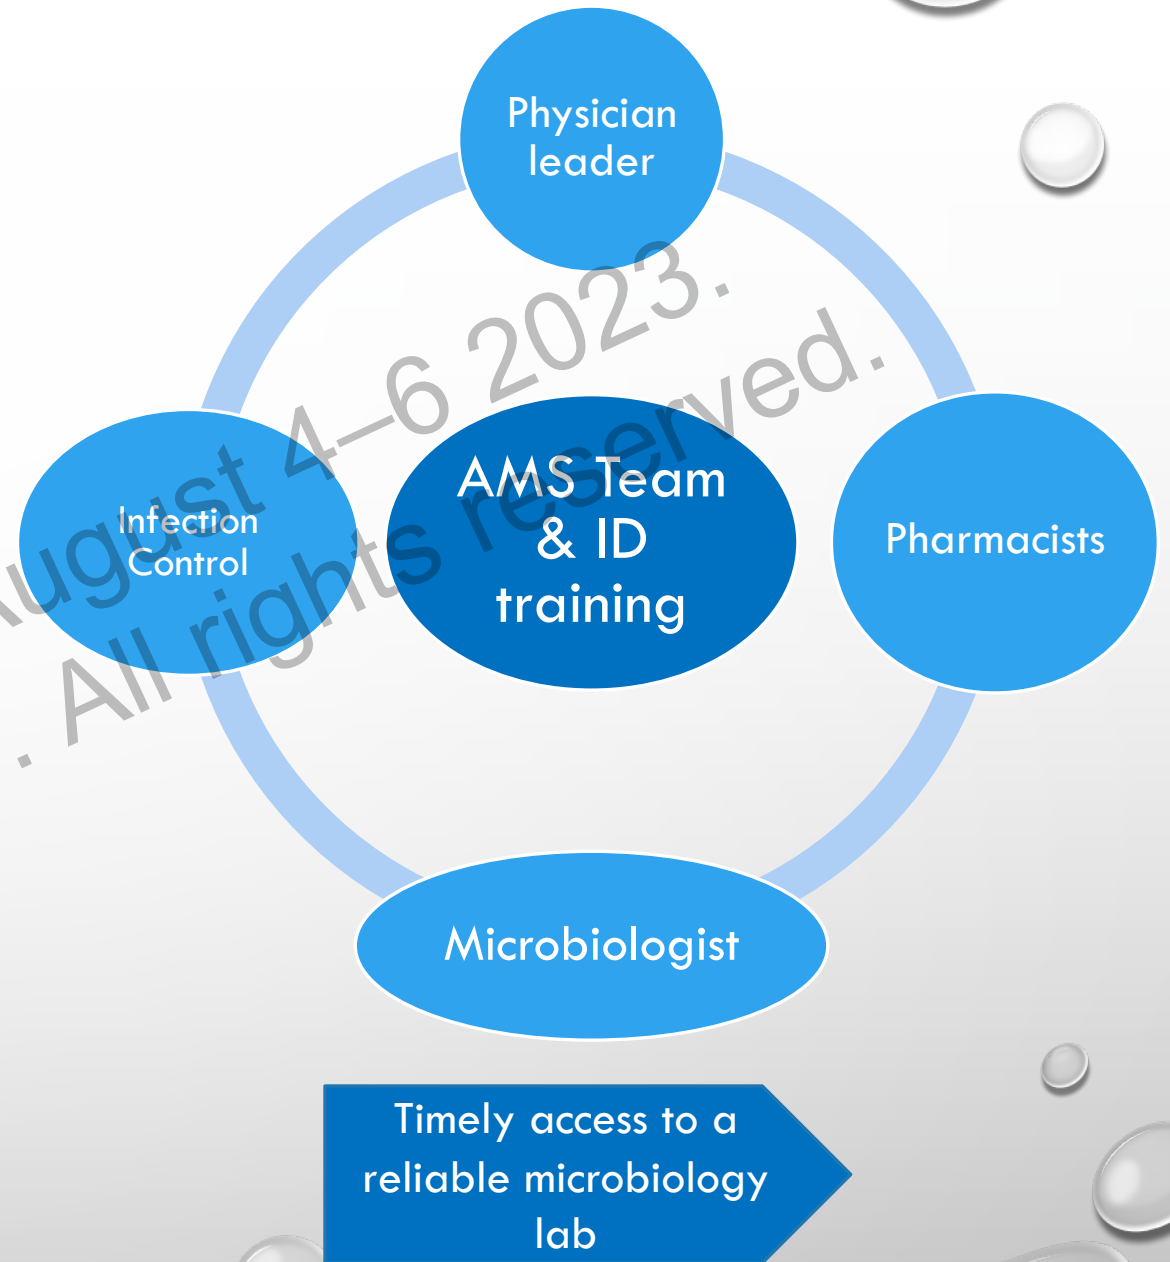 Physician
leader
August 4–6 2023.
. All rights reserved.
AMS Team
& ID
training
Infection
Control
Pharmacists
Microbiologist
Timely access to a
reliable microbiology
lab